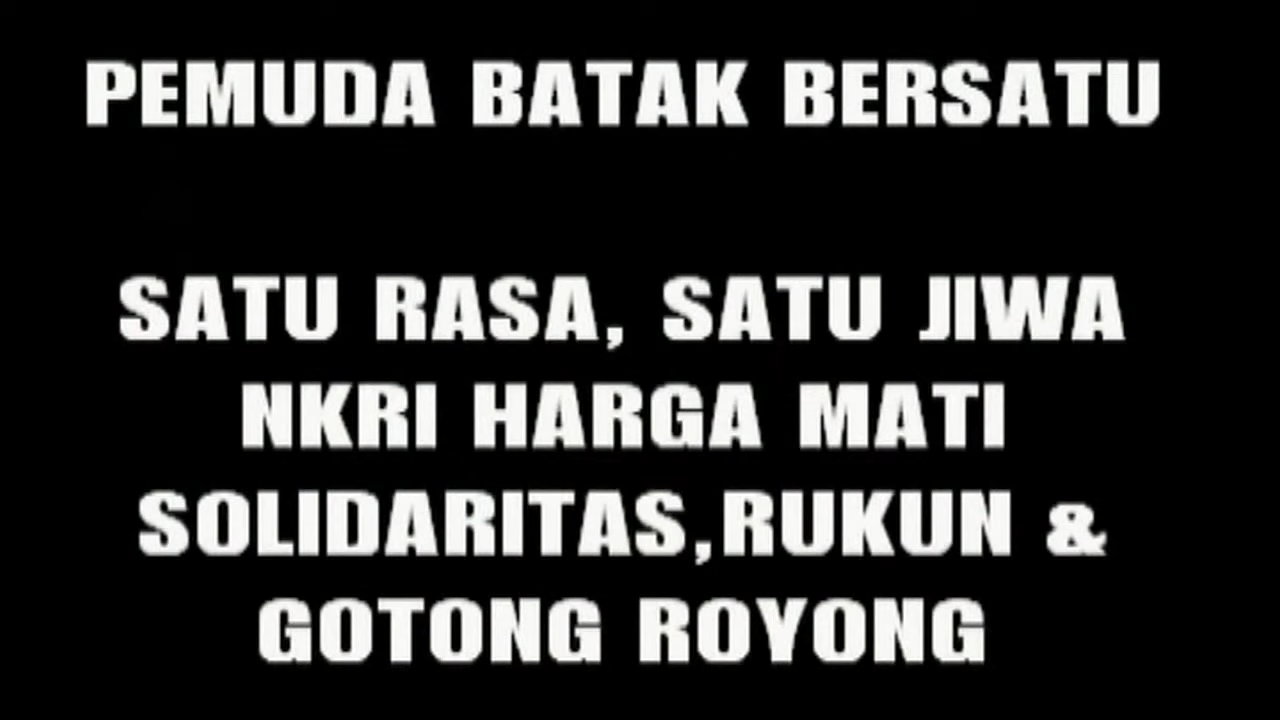 PEMUDA BATAK BERSATU
SATU RASA, SATU JIWA
NKRI HARGA MATI
SOLIDARITAS,RUKUN &
GOTONG ROYONG